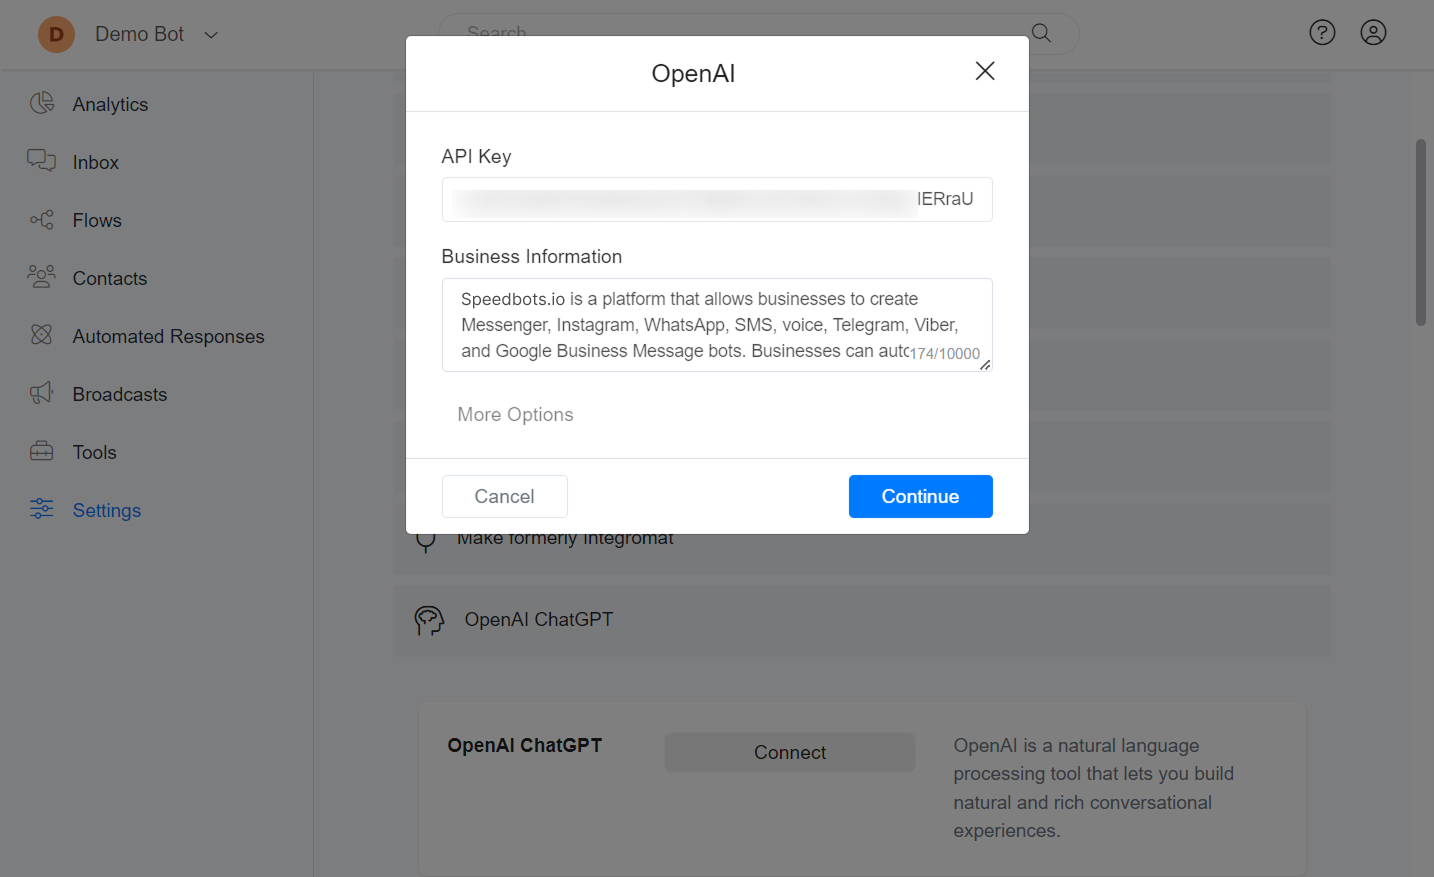 D
Demo Bot
Search
?
Analytics
Inbox
Flows
Contacts
Automated Responses
Broadcasts
Tools
Settings
OpenAI
API Key
IERraU
Business Information
Speedbots.io is a platform that allows businesses to create
Messenger, Instagram, WhatsApp, SMS, voice, Telegram, Viber,
and Google Business Message bots. Businesses can auto
174/10000
More Options
Cancel
Continue
Make formerly Integromat
OpenAI ChatGPT
OpenAI ChatGPT
Connect
OpenAI is a natural language
processing tool that lets you build
natural and rich conversational
experiences.